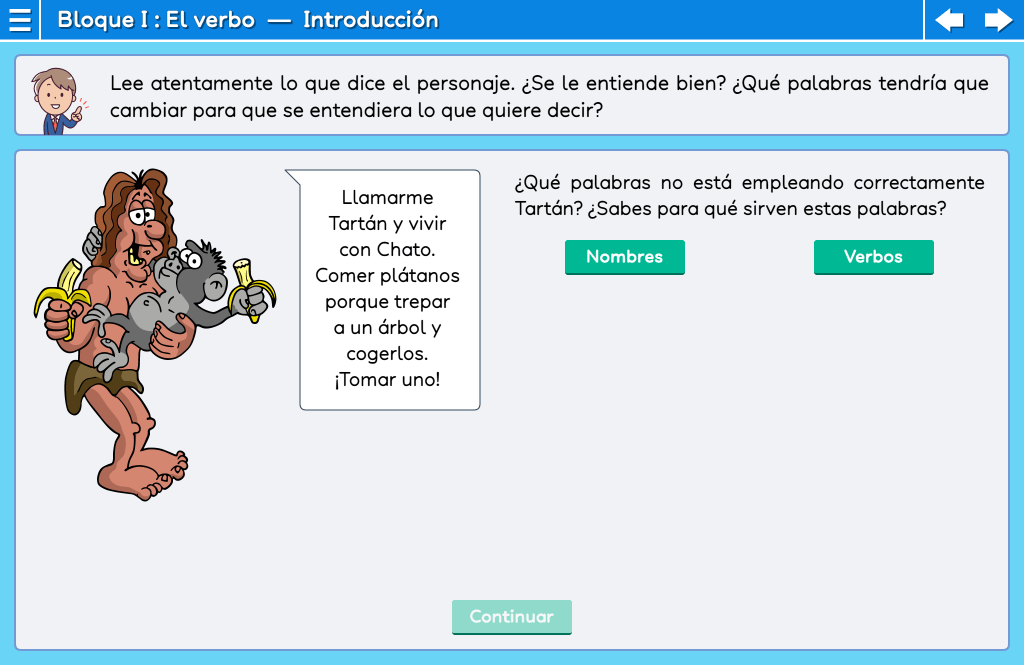 Bloque I : El verbo — Introducción
Lee atentamente lo que dice el personaje. ¿Se le entiende bien? ¿Qué palabras tendría que
cambiar para que se entendiera lo que quiere decir?
Llamarme
Tartán y vivir
con Chato.
Comer plátanos
porque trepar
a un árbol y
cogerlos.
¡Tomar uno!
¿Qué palabras no está empleando correctamente
Tartán? ¿Sabes para qué sirven estas palabras?
Nombres
Verbos
Continuar